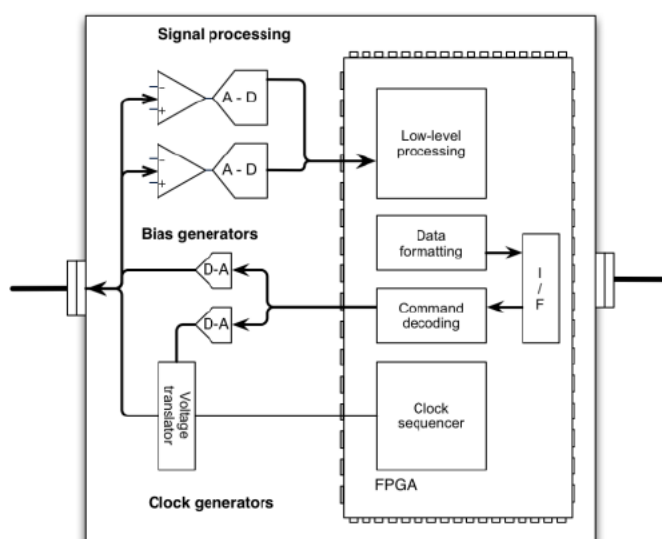 Signal processing
-
+
A - D
-
+
A - D
Low-level
processing
Bias generators
D-A
D-A
Data
formatting
Command
decoding
I
/
F
Voltage
translator
Clock
sequencer
FPGA
Clock generators